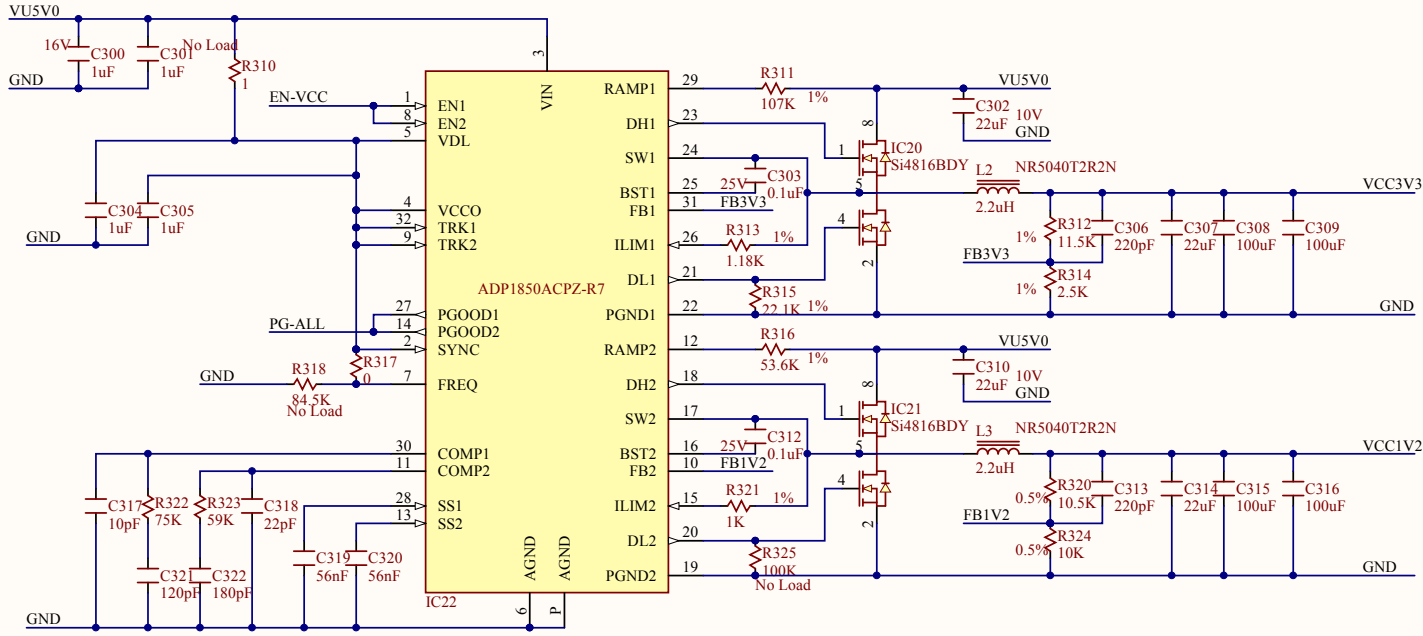 VU5V0
16V
C300
1uF
C301
1uF
No Load
R310
1
GND
3
VIN
EN-VCC
1
EN1
8
EN2
5
VDL
C304
1uF
C305
1uF
GND
4
VCCO
32
TRK1
9
TRK2
ADP1850ACPZ-R7
27
PGOOD1
PG-ALL
14
PGOOD2
2
SYNC
R317
0
GND
R318
84.5K
No Load
7
FREQ
30
COMP1
11
COMP2
C317
10pF
R322
75K
R323
59K
C318
22pF
28
SS1
13
SS2
C321
120pF
C322
180pF
C319
56nF
C320
56nF
AGND
AGND
IC22
6
P
GND
RAMP1
29
R311
107K
1%
VU5V0
C302
22uF
10V
GND
DH1
23
8
1
IC20
Si4816BDY
SW1
24
C303
25V
0.1uF
BST1
25
5
L2
NR5040T2R2N
2.2uH
VCC3V3
FB1
31
FB3V3
ILIM1
26
R313
1%
1.18K
4
2
R312
1%
11.5K
C306
220pF
C307
22uF
C308
100uF
C309
100uF
FB3V3
R314
1%
2.5K
DL1
21
R315
22.1K
1%
PGND1
22
GND
RAMP2
12
R316
53.6K
1%
VU5V0
C310
22uF
10V
GND
DH2
18
8
1
IC21
Si4816BDY
SW2
17
C312
25V
0.1uF
BST2
16
5
L3
NR5040T2R2N
2.2uH
VCC1V2
FB2
10
FB1V2
ILIM2
15
R321
1%
1K
4
2
R320
0.5%
10.5K
C313
220pF
C314
22uF
C315
100uF
C316
100uF
FB1V2
R324
0.5%
10K
DL2
20
R325
100K
No Load
PGND2
19
GND